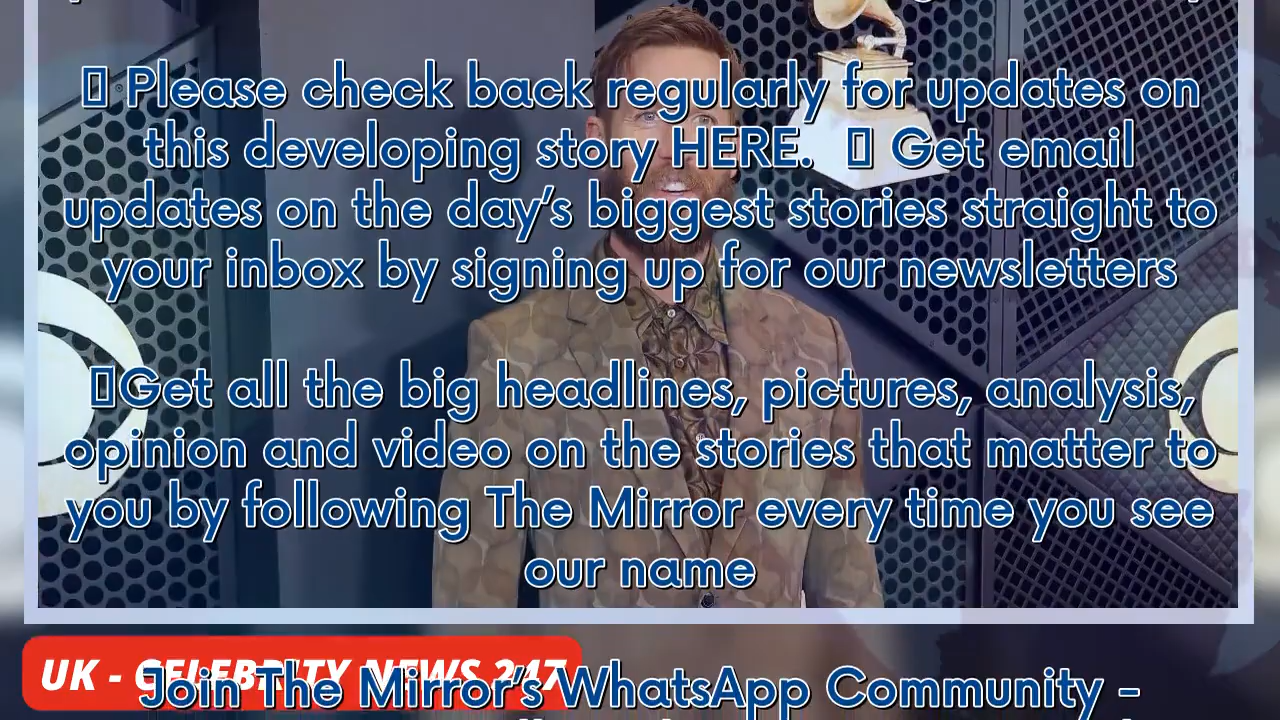 ▯ Please check back regularly for updates on
this developing story HERE. ▯ Get email
updates on the day's biggest stories straight to
your inbox by signing up for our newsletters
▯Get all the big headlines, pictures, analysis,
opinion and video on the stories that matter to
you by following The Mirror every time you see
our name
UK - CELEBRITY NEWS 247
Join The Mirror's WhatsApp Community -